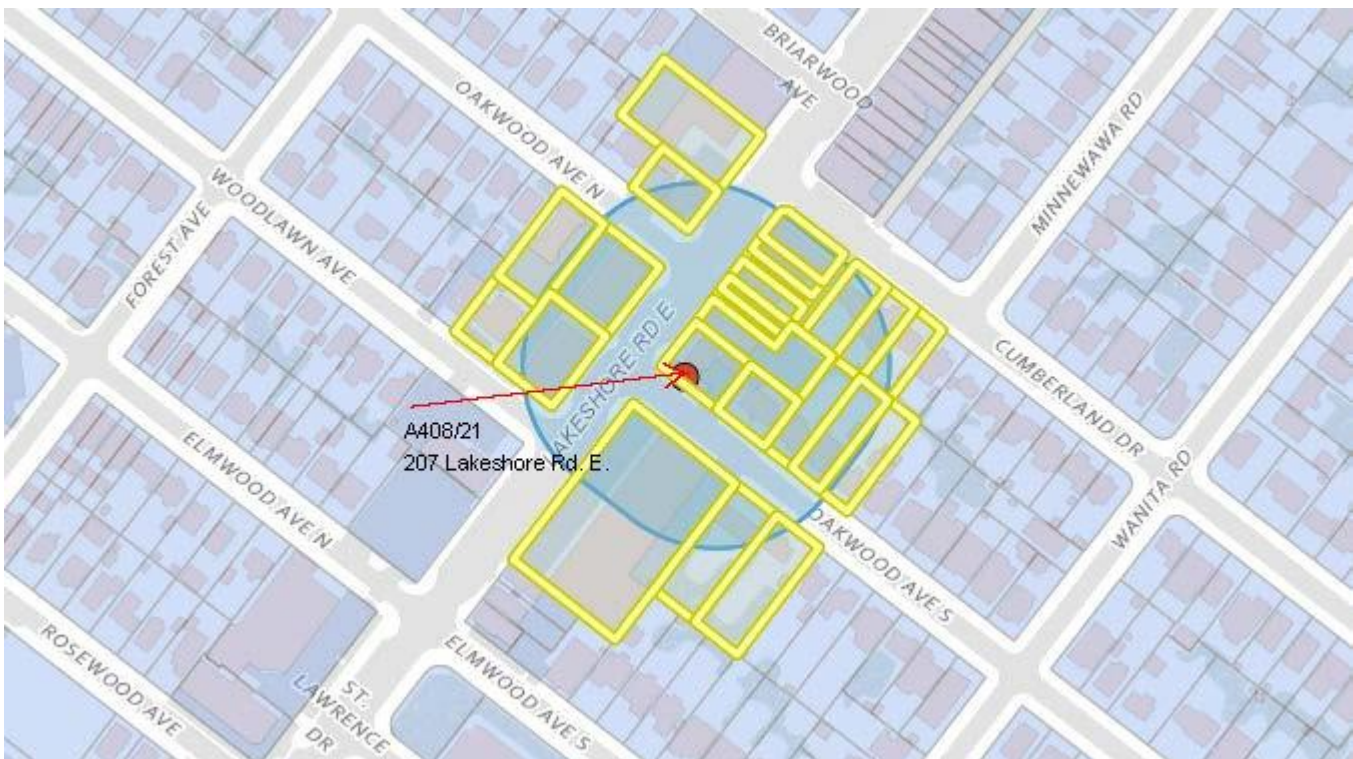 BRIARWOOD
AVE
OAKWOOD AVE N
MINNEWAWA RD
WOODLAWN AVE
FOREST AVE
LAKESHORE RD E
A408/21
207 Lakeshore Rd. E.
CUMBERLAND DR
WANITA RD
ELMWOOD AVE N
OAKWOOD AVE S
ROSEWOOD AVE
ELMWOOD AVE S
ST.
LAWRENCE
DR